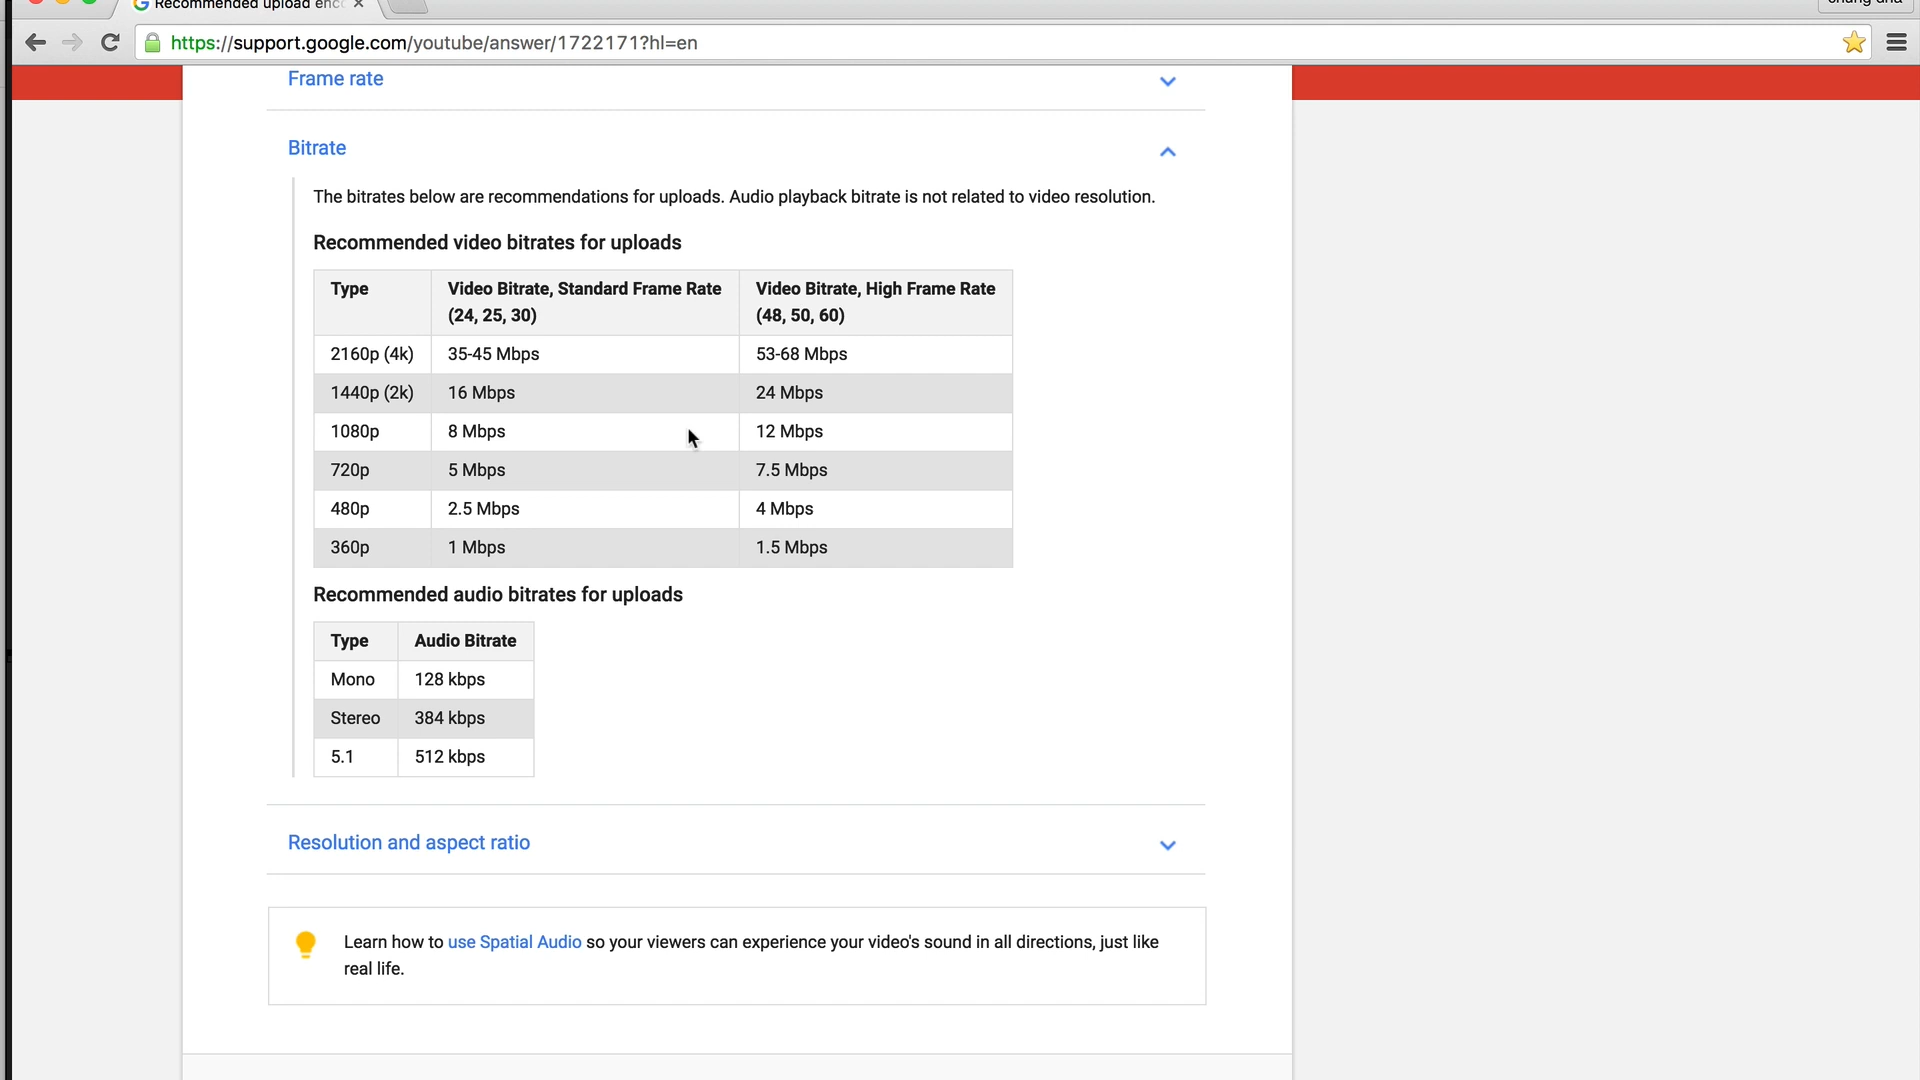 Recommended upload enc
https://support.google.com/youtube/answer/1722171?hl=en
Frame rate
Bitrate
The bitrates below are recommendations for uploads. Audio playback bitrate is not related to video resolution.
Recommended video bitrates for uploads
Type Video Bitrate, Standard Frame Rate (24, 25, 30) Video Bitrate, High Frame Rate (48, 50, 60)
2160p (4k) 35-45 Mbps 53-68 Mbps
1440p (2k) 16 Mbps 24 Mbps
1080p 8 Mbps 12 Mbps
720p 5 Mbps 7.5 Mbps
480p 2.5 Mbps 4 Mbps
360p 1 Mbps 1.5 Mbps
Recommended audio bitrates for uploads
Type Audio Bitrate
Mono 128 kbps
Stereo 384 kbps
5.1 512 kbps
Resolution and aspect ratio
Learn how to use Spatial Audio so your viewers can experience your video's sound in all directions, just like
real life.